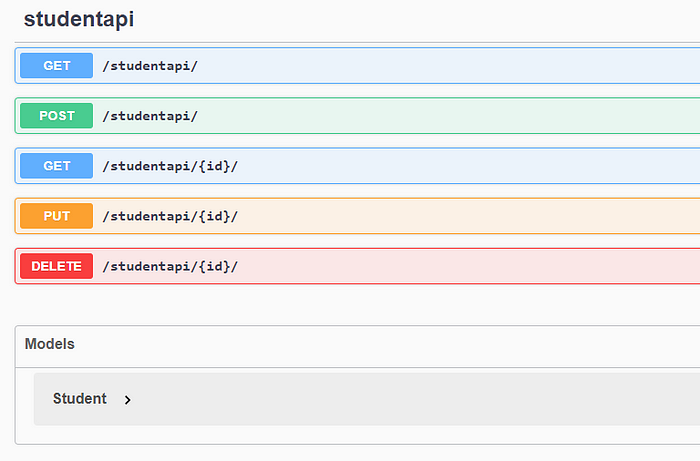 studentapi
GET /studentapi/
POST /studentapi/
GET /studentapi/{id}/
PUT /studentapi/{id}/
DELETE /studentapi/{id}/
Models
Student